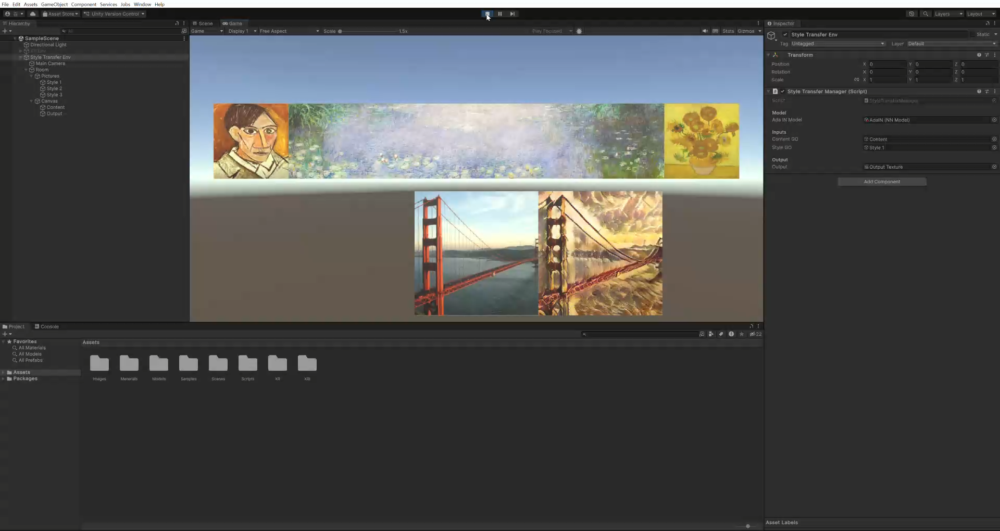 File Edit Assets GameObject Component Services Jobs Window Help
김 Asset Store Unity Version Control Layers Layout
Hierarchy
All
SampleScene
Directional Light
XR Env
Style Transfer Env
Main Camera
Room
Pictures
Style 1
Style 2
Style 3
Canvas
Content
Output
Scene Game
Game Display 1 Free Aspect Scale 1.5x Play Focused Stats Gizmos
Inspector
Style Transfer Env Static
Tag Untagged Layer Default
Transform
Position X 0 Y 0 Z 0
Rotation X 0 Y 0 Z 0
Scale X 1 Y 1 Z 1
Style Transfer Manager (Script)
Script StyleTransferManager
Model
Ada IN Model AdaIN (NN Model)
Inputs
Content GO Content
Style GO Style 1
Output
Output Output Texture
Add Component
Project Console
22
Favorites
All Materials
All Models
All Prefabs
Assets
Packages
Assets
Images Materials Models Samples Scenes Scripts XR XRI
Asset Labels